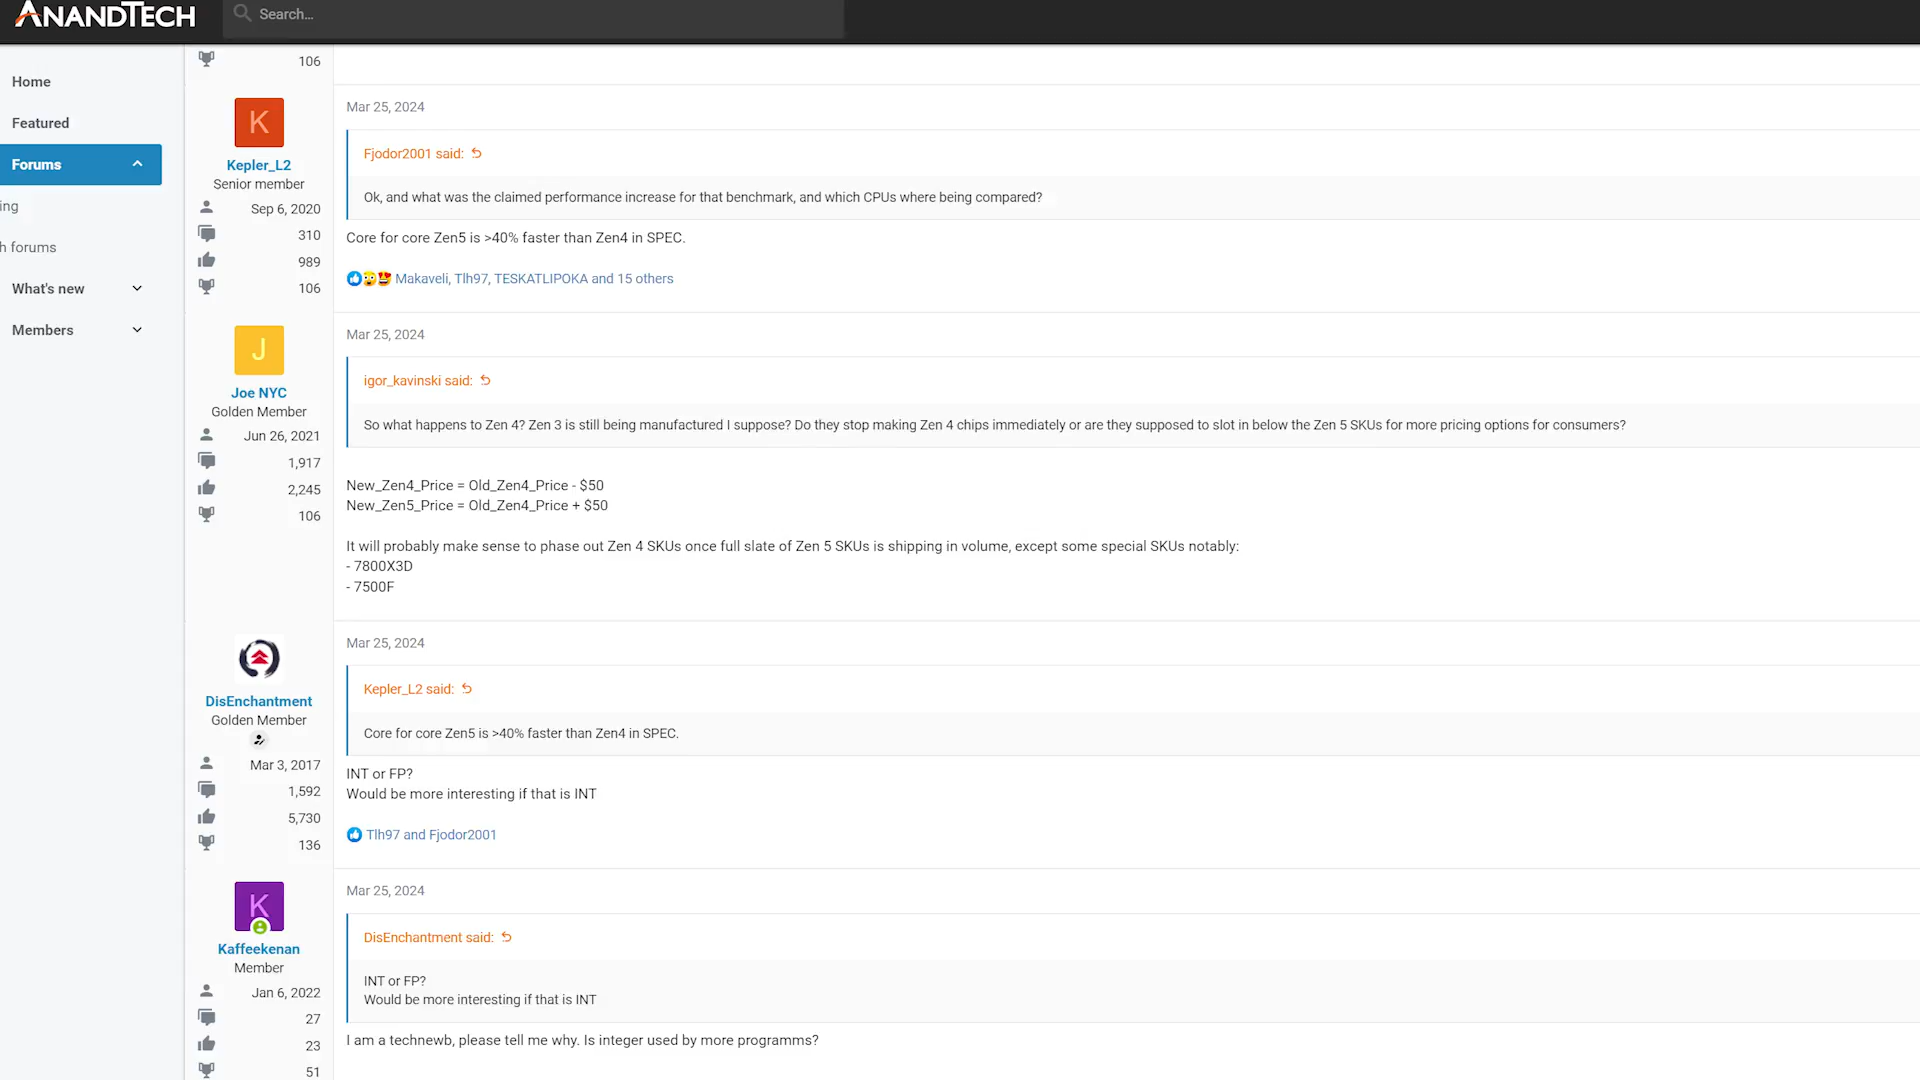 ANANDTECH
Search...
Home
Featured
Forums
ing
h forums
What's new
Members
106
Mar 25, 2024
K
Kepler_L2
Senior member
Sep 6, 2020
310
989
106
Fjodor2001 said:
Ok, and what was the claimed performance increase for that benchmark, and which CPUs where being compared?
Core for core Zen5 is >40% faster than Zen4 in SPEC.
Makaveli, Tlh97, TESKATLIPOKA and 15 others
Mar 25, 2024
J
Joe NYC
Golden Member
Jun 26, 2021
1,917
2,245
106
igor_kavinski said:
So what happens to Zen 4? Zen 3 is still being manufactured I suppose? Do they stop making Zen 4 chips immediately or are they supposed to slot in below the Zen 5 SKUs for more pricing options for consumers?
New_Zen4_Price = Old_Zen4_Price - $50
New_Zen5_Price = Old_Zen4_Price + $50
It will probably make sense to phase out Zen 4 SKUs once full slate of Zen 5 SKUs is shipping in volume, except some special SKUs notably:
- 7800X3D
- 7500F
Mar 25, 2024
DisEnchantment
Golden Member
Mar 3, 2017
1,592
5,730
136
Kepler_L2 said:
Core for core Zen5 is >40% faster than Zen4 in SPEC.
INT or FP?
Would be more interesting if that is INT
Tlh97 and Fjodor2001
Mar 25, 2024
K
Kaffeekenan
Member
Jan 6, 2022
27
23
51
DisEnchantment said:
INT or FP?
Would be more interesting if that is INT
I am a technewb, please tell me why. Is integer used by more programms?